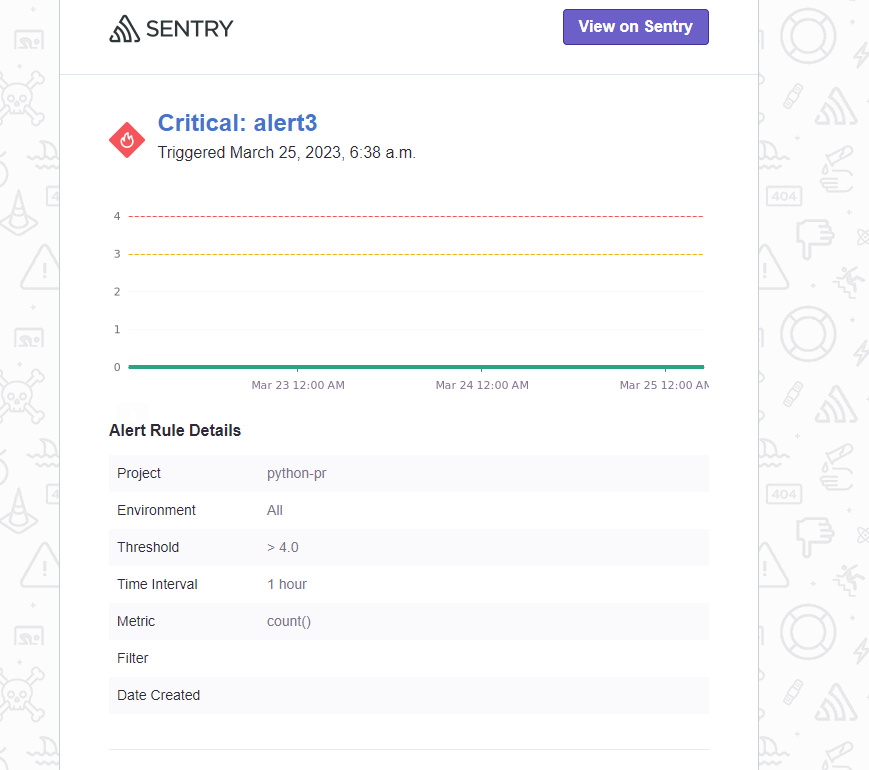 SENTRY
View on Sentry
Critical: alert3
Triggered March 25, 2023, 6:38 a.m.
4
3
2
1
0
Mar 23 12:00 AM Mar 24 12:00 AM Mar 25 12:00 AM
Alert Rule Details
Project python-pr
Environment All
Threshold > 4.0
Time Interval 1 hour
Metric count()
Filter
Date Created
404
404